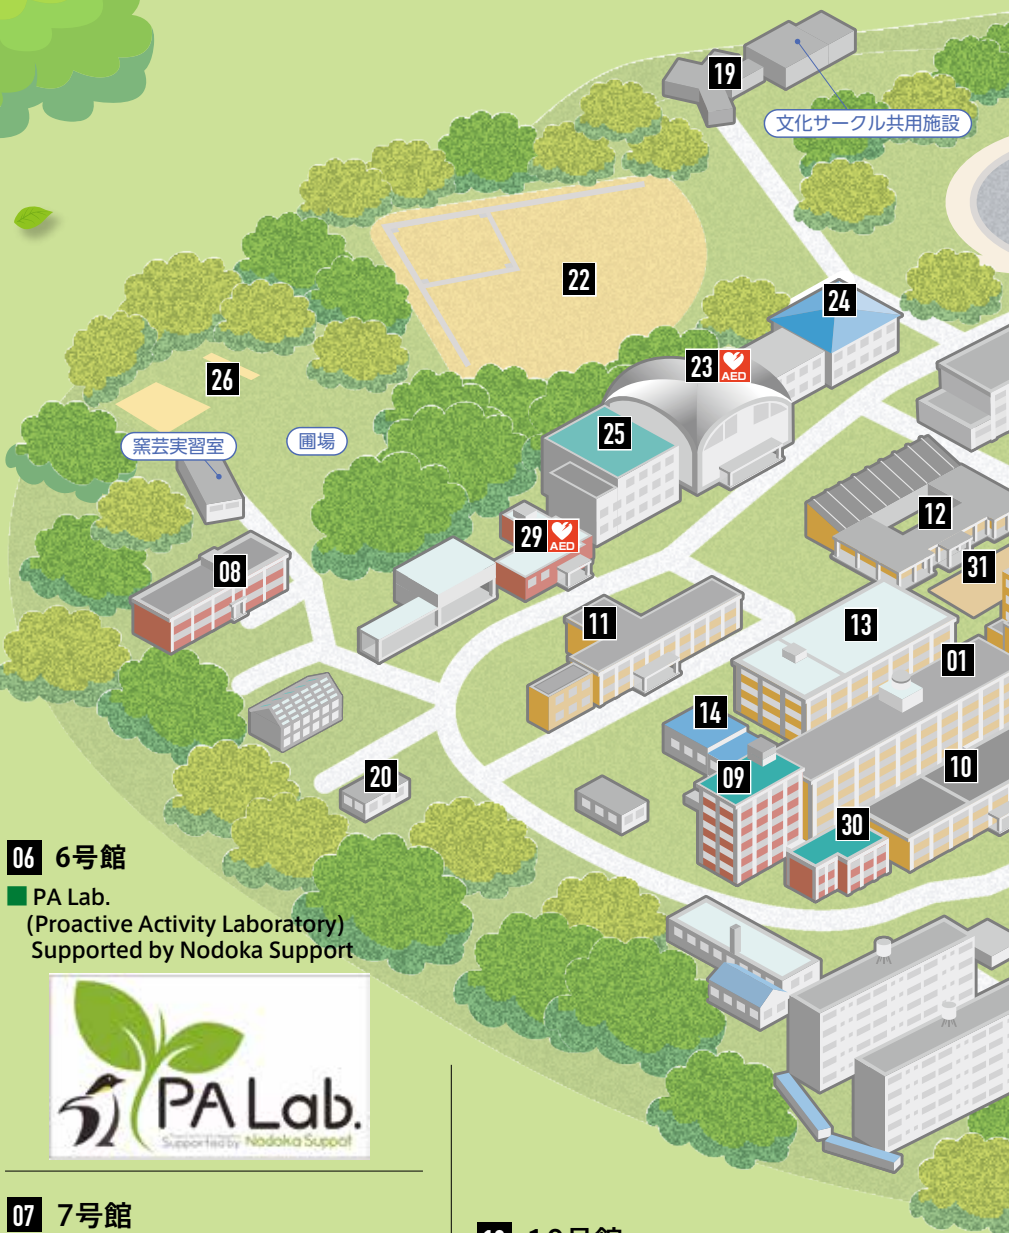 19
文化サークル共用施設
22
24
23
AED
26
25
窯芸実習室
圃場
12
29
AED
08
31
11
13
01
14
10
09
20
30
06 6号館
PA Lab.
(Proactive Activity Laboratory)
Supported by Nodoka Support
PA Lab.
Supported by Nodoka Support
07 7号館